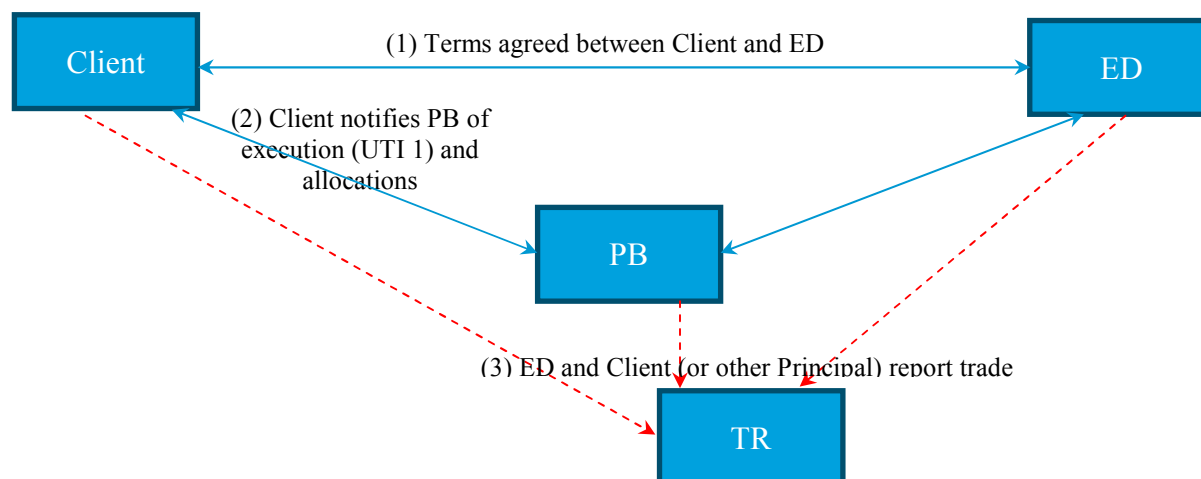 (1) Terms agreed between Client and ED
Client
ED
(2) Client notifies PB of
execution (UTI 1) and
allocations
PB
(3) ED and Client (or other Principal) report trade
TR